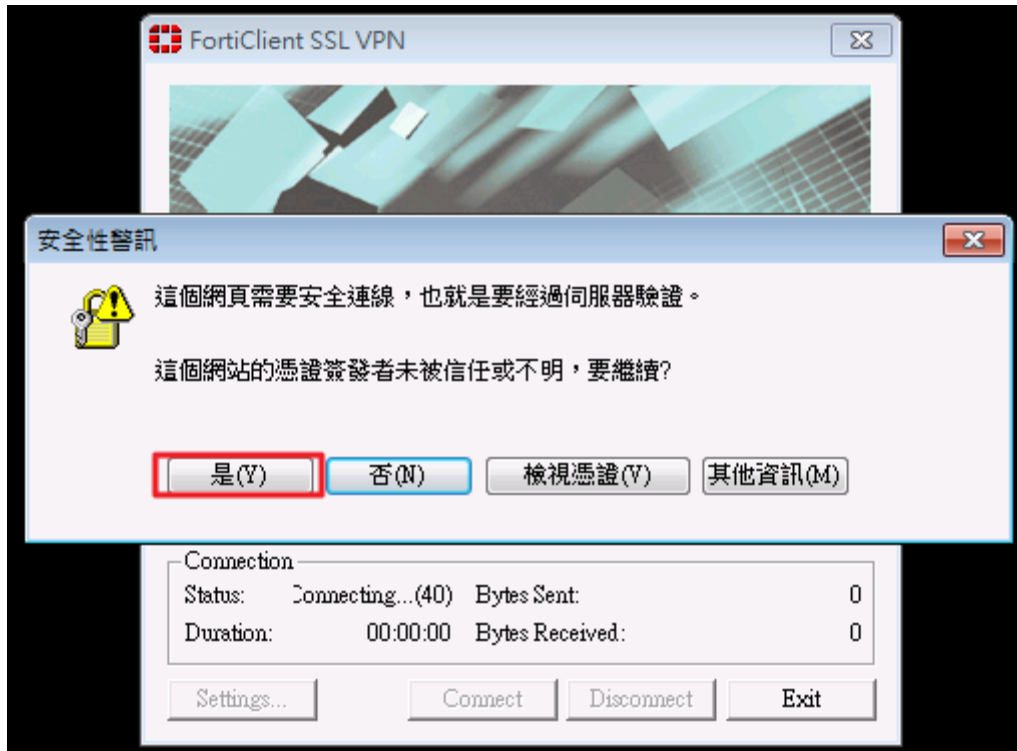 FortiClient SSL VPN
安全性警訊
這個網頁需要安全連線，也就是要經過伺服器驗證。
這個網站的憑證簽發者未被信任或不明，要繼續?
是(Y) 否(N) 檢視憑證(V) 其他資訊(M)
Connection
Status: Connecting...(40) Bytes Sent: 0
Duration: 00:00:00 Bytes Received: 0
Settings... Connect Disconnect Exit